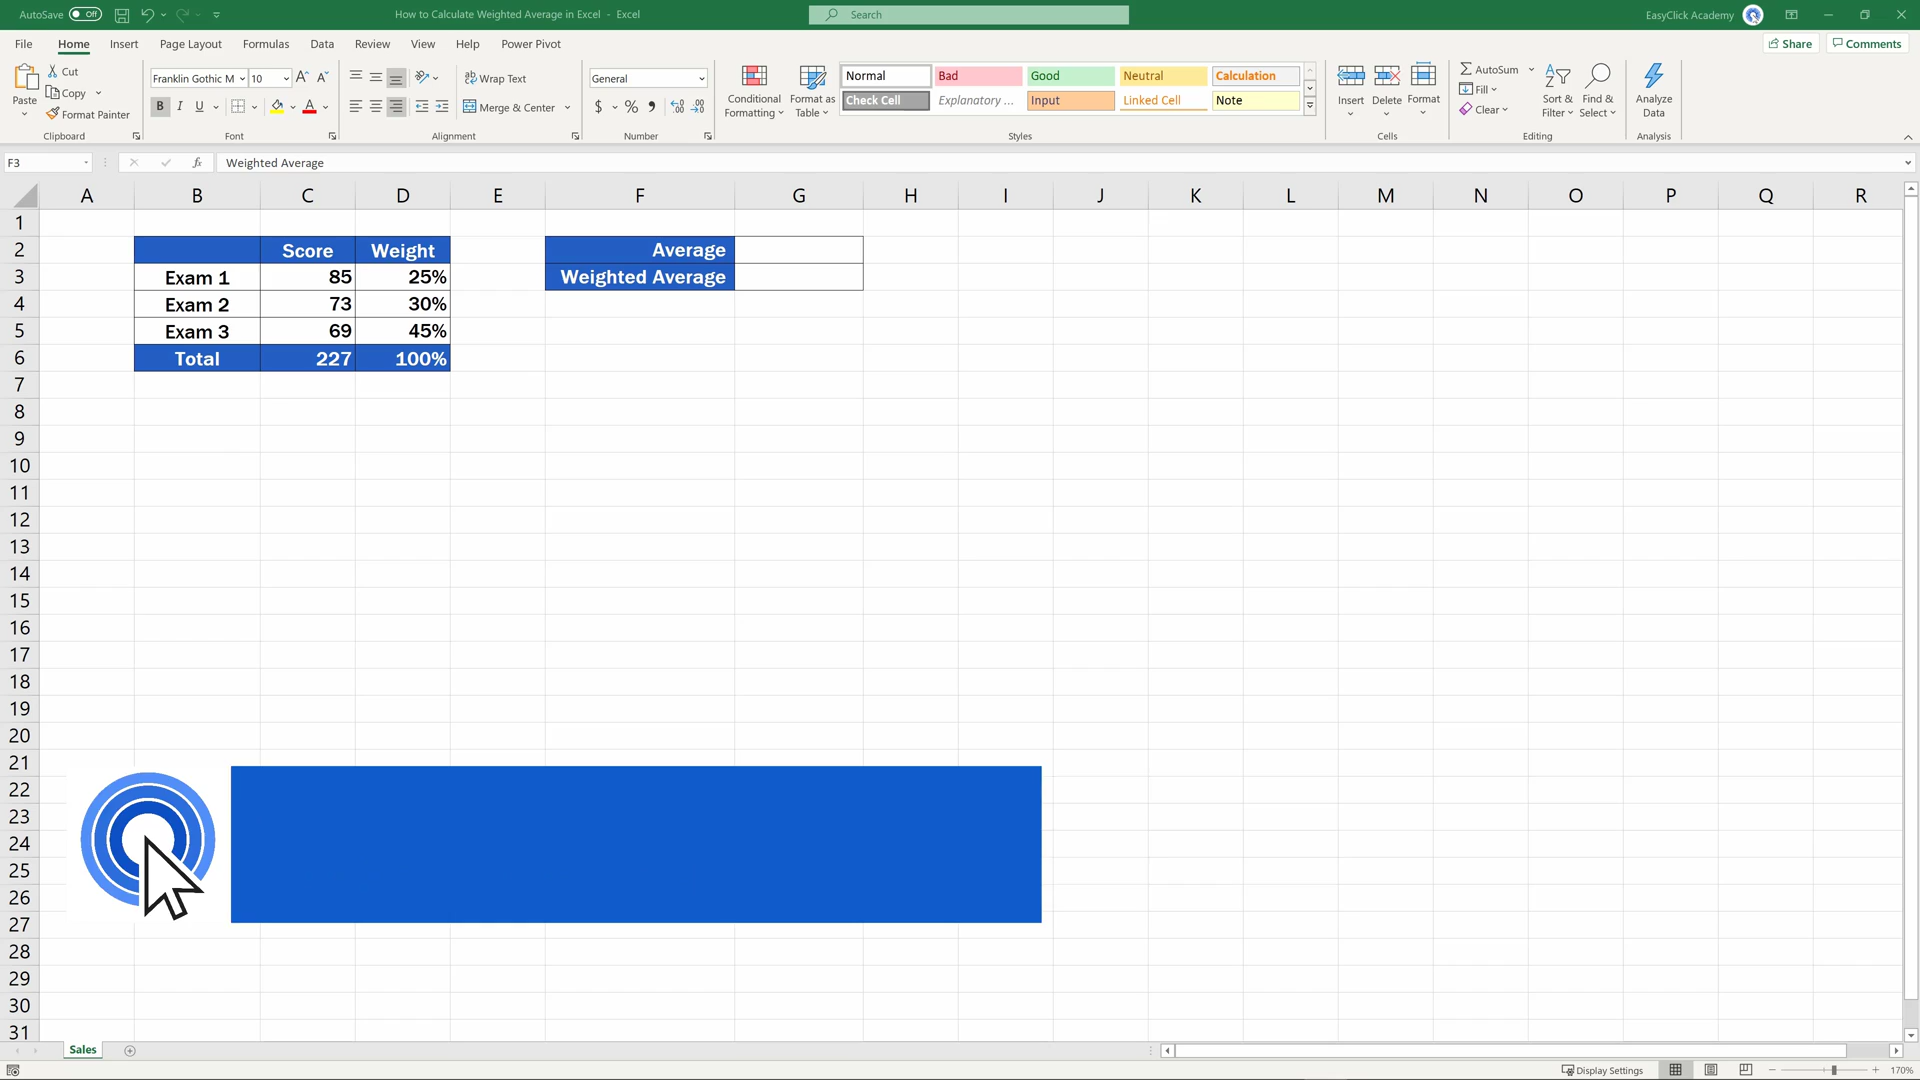 AutoSave Off How to Calculate Weighted Average in Excel - Excel Search EasyClick Academy
File Home Insert Page Layout Formulas Data Review View Help Power Pivot Share Comments
Paste Cut Copy Format Painter
Clipboard
Franklin Gothic M 10
B I U A
Font
Wrap Text
Merge & Center
Alignment
General
$ % ,
Number
Conditional Formatting
Format as Table
Normal Bad Good Neutral Calculation
Check Cell Explanatory ... Input Linked Cell Note
Styles
Insert Delete Format
Cells
AutoSum
Fill
Clear
Sort & Filter
Find & Select
Editing
Analyze Data
Analysis
F3 fx Weighted Average
A B C D E F G H I J K L M N O P Q R
1
2 Score Weight Average
3 Exam 1 85 25% Weighted Average
4 Exam 2 73 30%
5 Exam 3 69 45%
6 Total 227 100%
7
8
9
10
11
12
13
14
15
16
17
18
19
20
21
22
23
24
25
26
27
28
29
30
31
Sales
Display Settings 170%